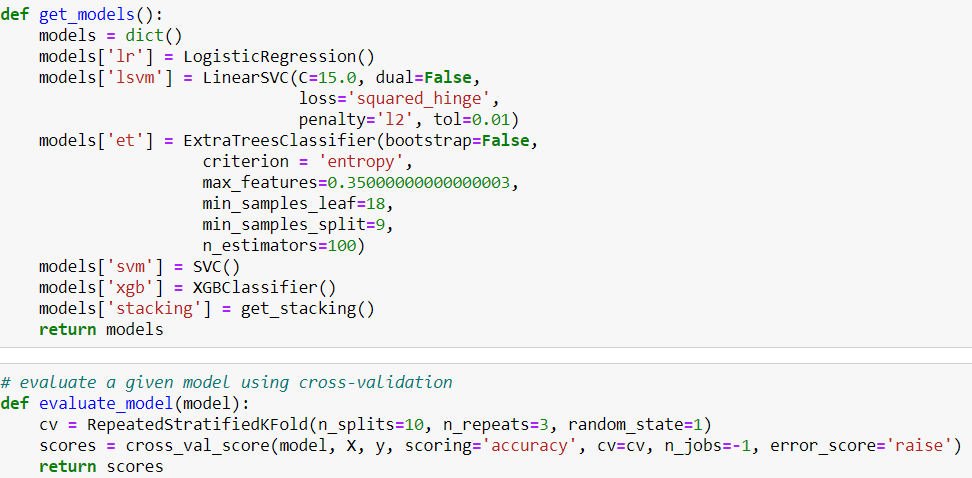 def get_models():
    models = dict()
    models['lr'] = LogisticRegression()
    models['lsvm'] = LinearSVC(C=15.0, dual=False,
                               loss='squared_hinge',
                               penalty='l2', tol=0.01)
    models['et'] = ExtraTreesClassifier(bootstrap=False,
                     criterion = 'entropy',
                     max_features=0.35000000000000003,
                     min_samples_leaf=18,
                     min_samples_split=9,
                     n_estimators=100)
    models['svm'] = SVC()
    models['xgb'] = XGBClassifier()
    models['stacking'] = get_stacking()
    return models
# evaluate a given model using cross-validation
def evaluate_model(model):
    cv = RepeatedStratifiedKFold(n_splits=10, n_repeats=3, random_state=1)
    scores = cross_val_score(model, X, y, scoring='accuracy', cv=cv, n_jobs=-1, error_score='raise')
    return scores